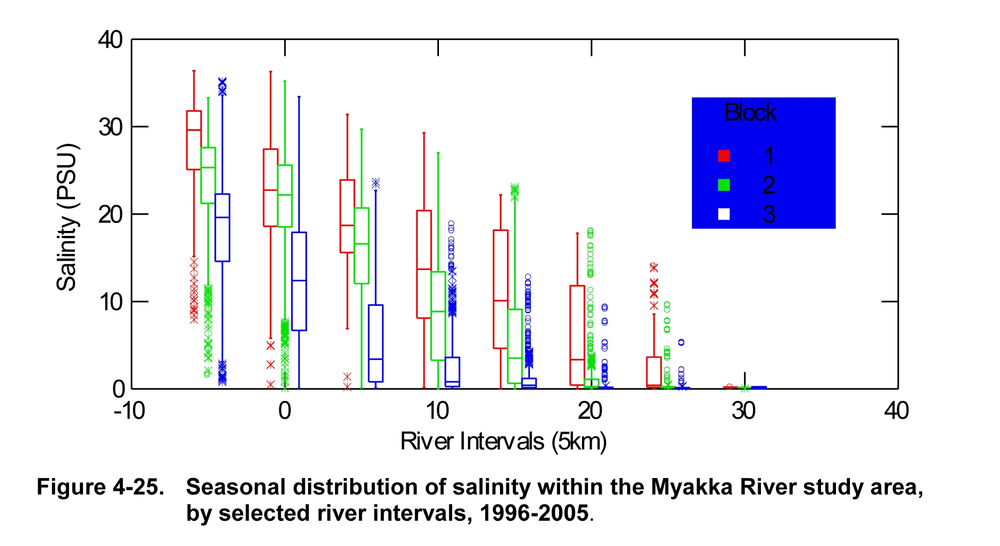 40
30
20
10
0
Salinity (PSU)
-10 0 10 20 30 40
River Intervals (5km)
Block
1
2
3
Figure 4-25. Seasonal distribution of salinity within the Myakka River study area,
by selected river intervals, 1996-2005.